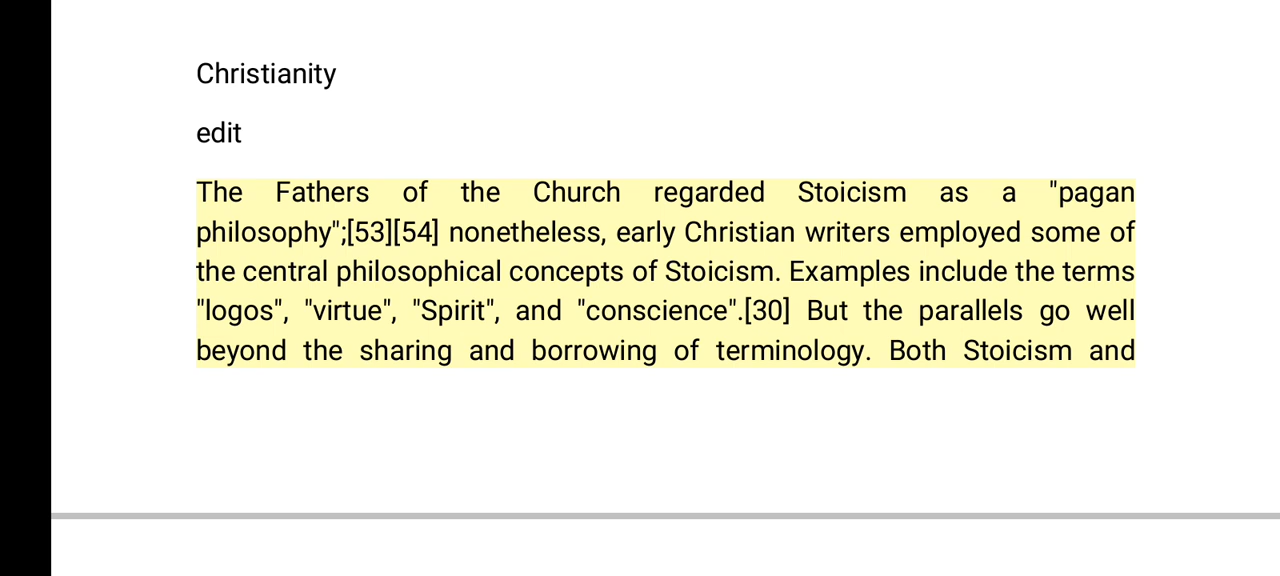 Christianity
edit
The Fathers of the Church regarded Stoicism as a "pagan
philosophy";[53][54] nonetheless, early Christian writers employed some of
the central philosophical concepts of Stoicism. Examples include the terms
"logos", "virtue", "Spirit", and "conscience".[30] But the parallels go well
beyond the sharing and borrowing of terminology. Both Stoicism and